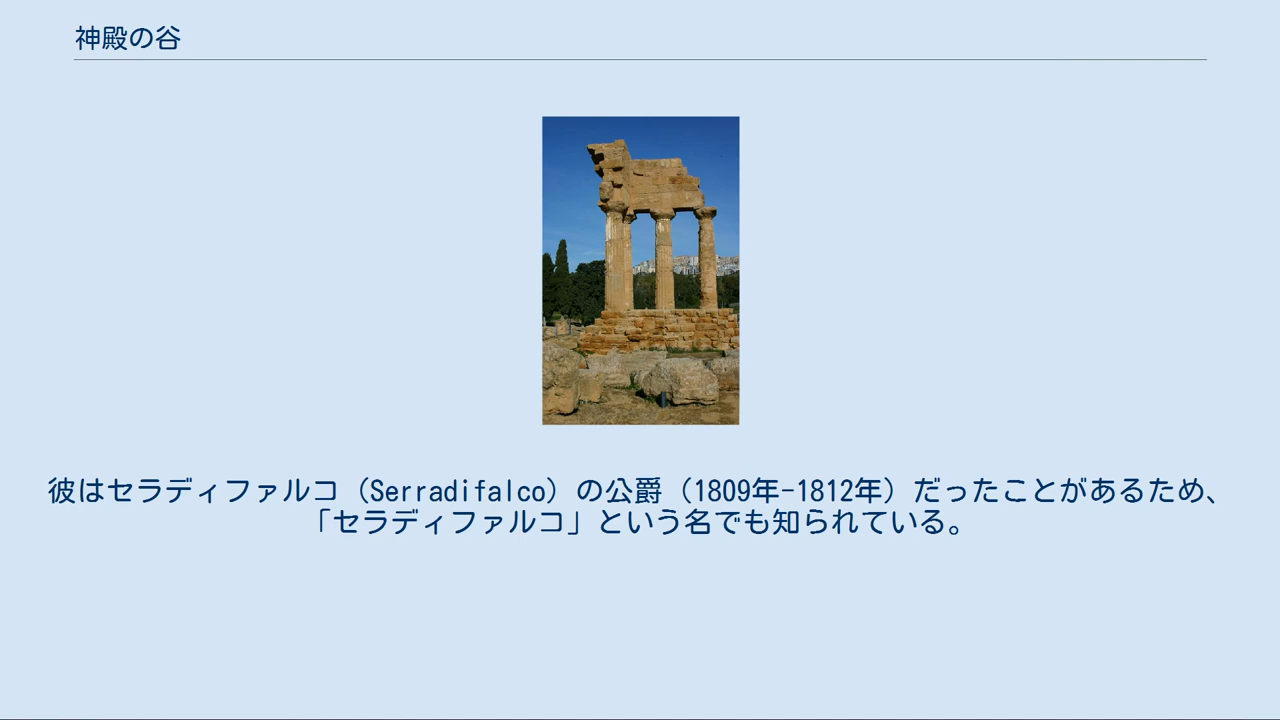 神殿の谷
彼はセラディファルコ（Serradifalco）の公爵（1809年-1812年）だったことがあるため、
「セラディファルコ」という名でも知られている。